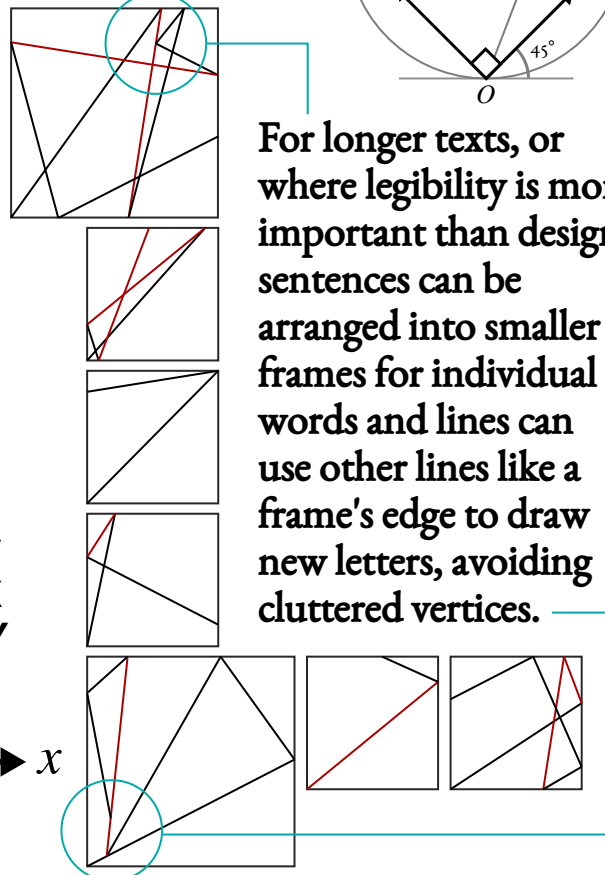 45°
O
For longer texts, or
where legibility is
important than design
sentences can be
arranged into smaller
frames for individual
words and lines can
use other lines like a
frame's edge to draw
new letters, avoiding
cluttered vertices.
x